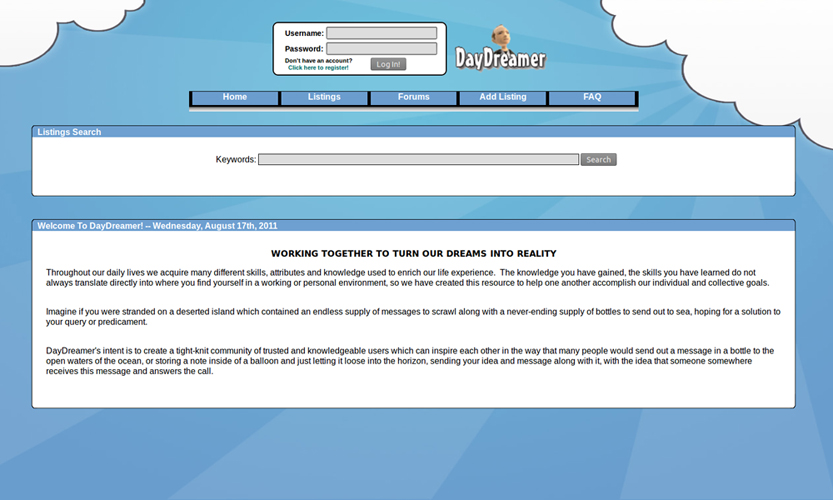 Username:
Password:
Don't have an account?
Click here to register!
Log In!
DayDreamer
Home
Listings
Forums
Add Listing
FAQ
Listings Search
Keywords:
Search
Welcome To DayDreamer! – Wednesday, August 17th, 2011
WORKING TOGETHER TO TURN OUR DREAMS INTO REALITY
Throughout our daily lives we acquire many different skills, attributes and knowledge used to enrich our life experience.  The knowledge you have gained, the skills you have learned do not
always translate directly into where you find yourself in a working or personal environment, so we have created this resource to help one another accomplish our individual and collective goals.
Imagine if you were stranded on a deserted island which contained an endless supply of messages to scrawl along with a never-ending supply of bottles to send out to sea, hoping for a solution to
your query or predicament.
DayDreamer's intent is to create a tight-knit community of trusted and knowledgeable users which can inspire each other in the way that many people would send out a message in a bottle to the
open waters of the ocean, or storing a note inside of a balloon and just letting it loose into the horizon, sending your idea and message along with it, with the idea that someone somewhere
receives this message and answers the call.